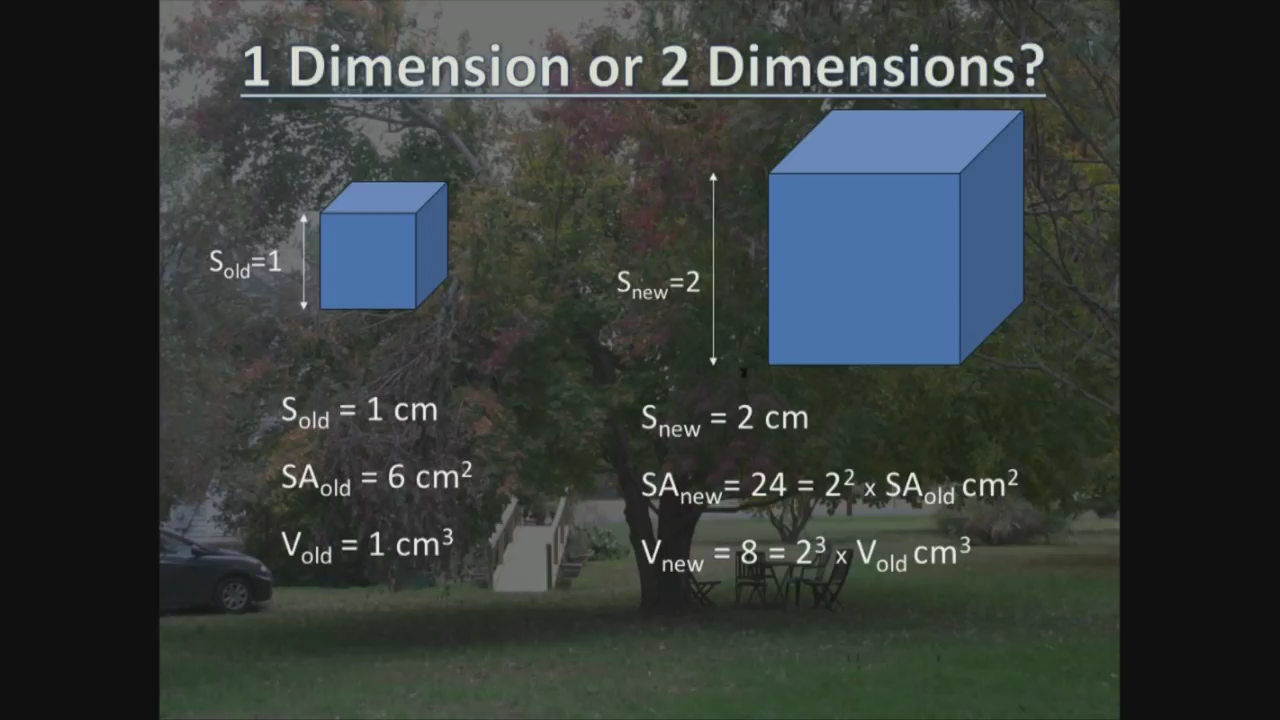 1 Dimension or 2 Dimensions?
Sold=1
Snew=2
Sold = 1 cm
SAold = 6 cm²
Vold = 1 cm³
Snew = 2 cm
SAnew= 24 = 2² x SAold cm²
Vnew = 8 = 2³ x Vold cm³